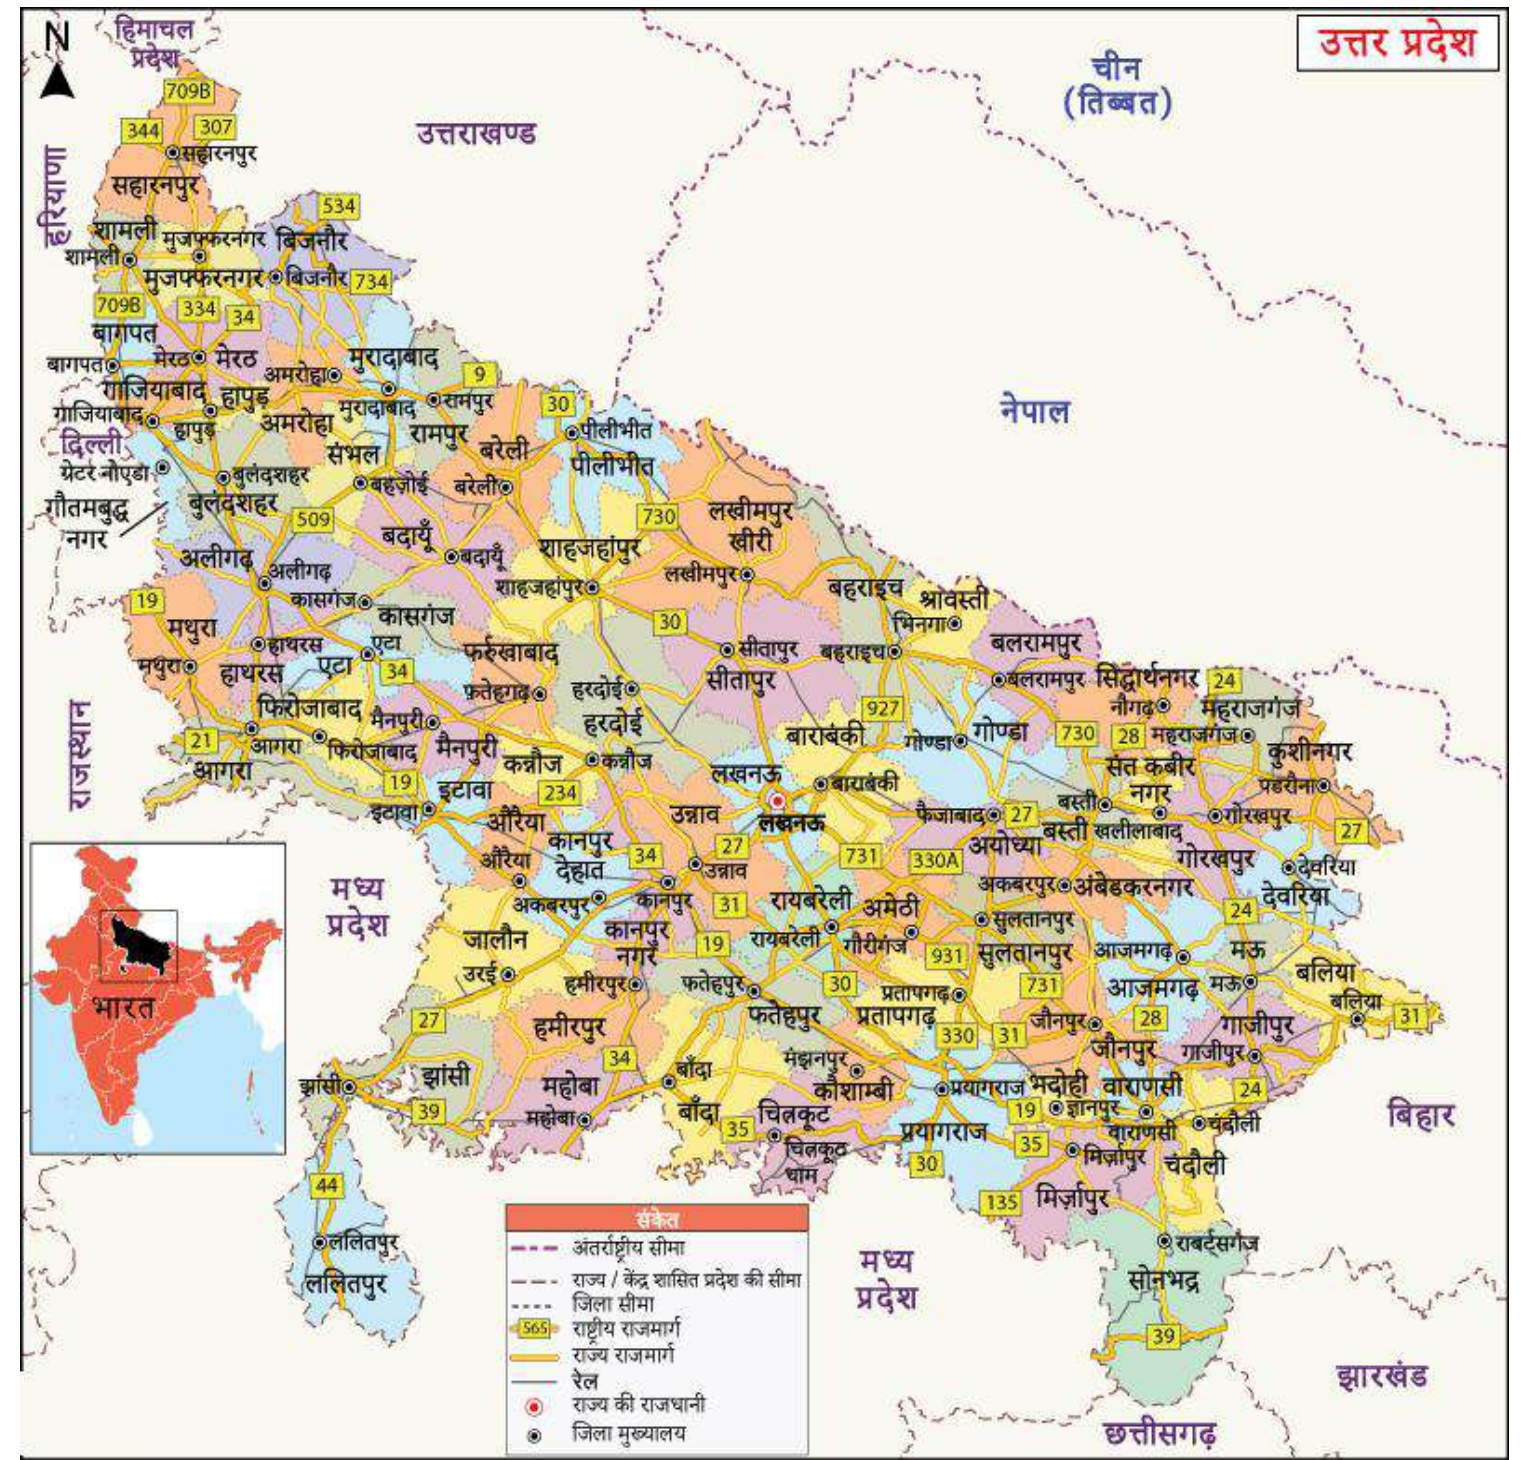 उत्तर प्रदेश
N
हिमाचल
प्रदेश
चीन
(तिब्बत)
709B
344
307
उत्तराखण्ड
हरियाणा
सहारनपुर
सहारनपुर
534
शामली
मुजफ्फरनगर
बिजनौर
शामली
मुजफ्फरनगर
बिजनौर
734
709B
334
34
बागपत
बागपत
मेरठ
मेरठ
मुरादाबाद
अमरोहा
9
गाजियाबाद
हापुड़
मुरादाबाद
रामपुर
30
नेपाल
गाजियाबाद
हापुड़
अमरोहा
रामपुर
पीलीभीत
दिल्ली
संभल
बरेली
पीलीभीत
ग्रेटर नौएडा
बुलंदशहर
बहज़ोई
बरेली
गौतमबुद्ध
नगर
बुलंदशहर
509
730
लखीमपुर
खीरी
बदायूँ
शाहजहांपुर
अलीगढ़
बदायूँ
अलीगढ़
शाहजहांपुर
लखीमपुर
बहराइच
श्रावस्ती
19
कासगंज
कासगंज
मथुरा
30
भिनगा
हाथरस
एटा
फर्रुखाबाद
सीतापुर
बहराइच
बलरामपुर
मथुरा
हाथरस
एटा
34
फ़तेहगढ़
हरदोई
सीतापुर
बलरामपुर
सिद्धार्थनगर
24
राजस्थान
फिरोजाबाद
मैनपुरी
हरदोई
927
नौगढ़
महराजगंज
21
आगरा
फिरोजाबाद
मैनपुरी
कन्नौज
कन्नौज
बाराबंकी
गोण्डा
गोण्डा
730
28
महराजगंज
कुशीनगर
आगरा
19
इटावा
234
लखनऊ
बाराबंकी
संत कबीर
नगर
पडरौना
इटावा
औरैया
उन्नाव
लखनऊ
फैजाबाद
27
बस्ती
गोरखपुर
27
कानपुर
देहात
34
27
731
330A
अयोध्या
बस्ती
खलीलाबाद
गोरखपुर
औरैया
उन्नाव
देवरिया
मध्य
प्रदेश
अकबरपुर
कानपुर
31
रायबरेली
अमेठी
अकबरपुर
अंबेडकरनगर
24
देवरिया
जालौन
कानपुर
नगर
19
रायबरेली
गौरीगंज
सुलतानपुर
931
सुलतानपुर
आजमगढ़
मऊ
बलिया
उरई
हमीरपुर
फतेहपुर
30
प्रतापगढ़
731
आजमगढ़
मऊ
बलिया
31
27
हमीरपुर
फतेहपुर
प्रतापगढ़
330
31
जौनपुर
28
गाजीपुर
34
मंझनपुर
जौनपुर
गाजीपुर
झांसी
झांसी
महोबा
बाँदा
कौशाम्बी
प्रयागराज
भदोही
वाराणसी
24
39
महोबा
बाँदा
35
चित्रकूट
19
ज्ञानपुर
वाराणसी
चंदौली
बिहार
चित्रकूट
धाम
प्रयागराज
30
35
मिर्ज़ापुर
चंदौली
135
मिर्ज़ापुर
भारत
44
ललितपुर
ललितपुर
राबर्ट्सगंज
सोनभद्र
39
मध्य
प्रदेश
झारखंड
छत्तीसगढ़
संकेत
अंतर्राष्ट्रीय सीमा
राज्य / केंद्र शासित प्रदेश की सीमा
जिला सीमा
565 राष्ट्रीय राजमार्ग
राज्य राजमार्ग
रेल
राज्य की राजधानी
जिला मुख्यालय